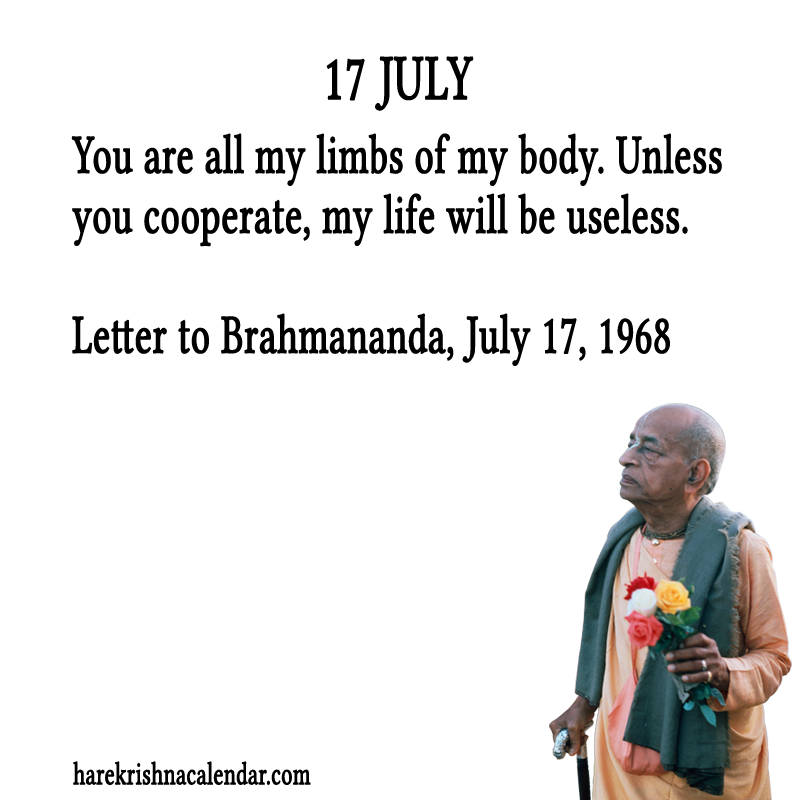 17 JULY
You are all my limbs of my body. Unless
you cooperate, my life will be useless.
Letter to Brahmananda, July 17, 1968
harekrishnacalendar.com